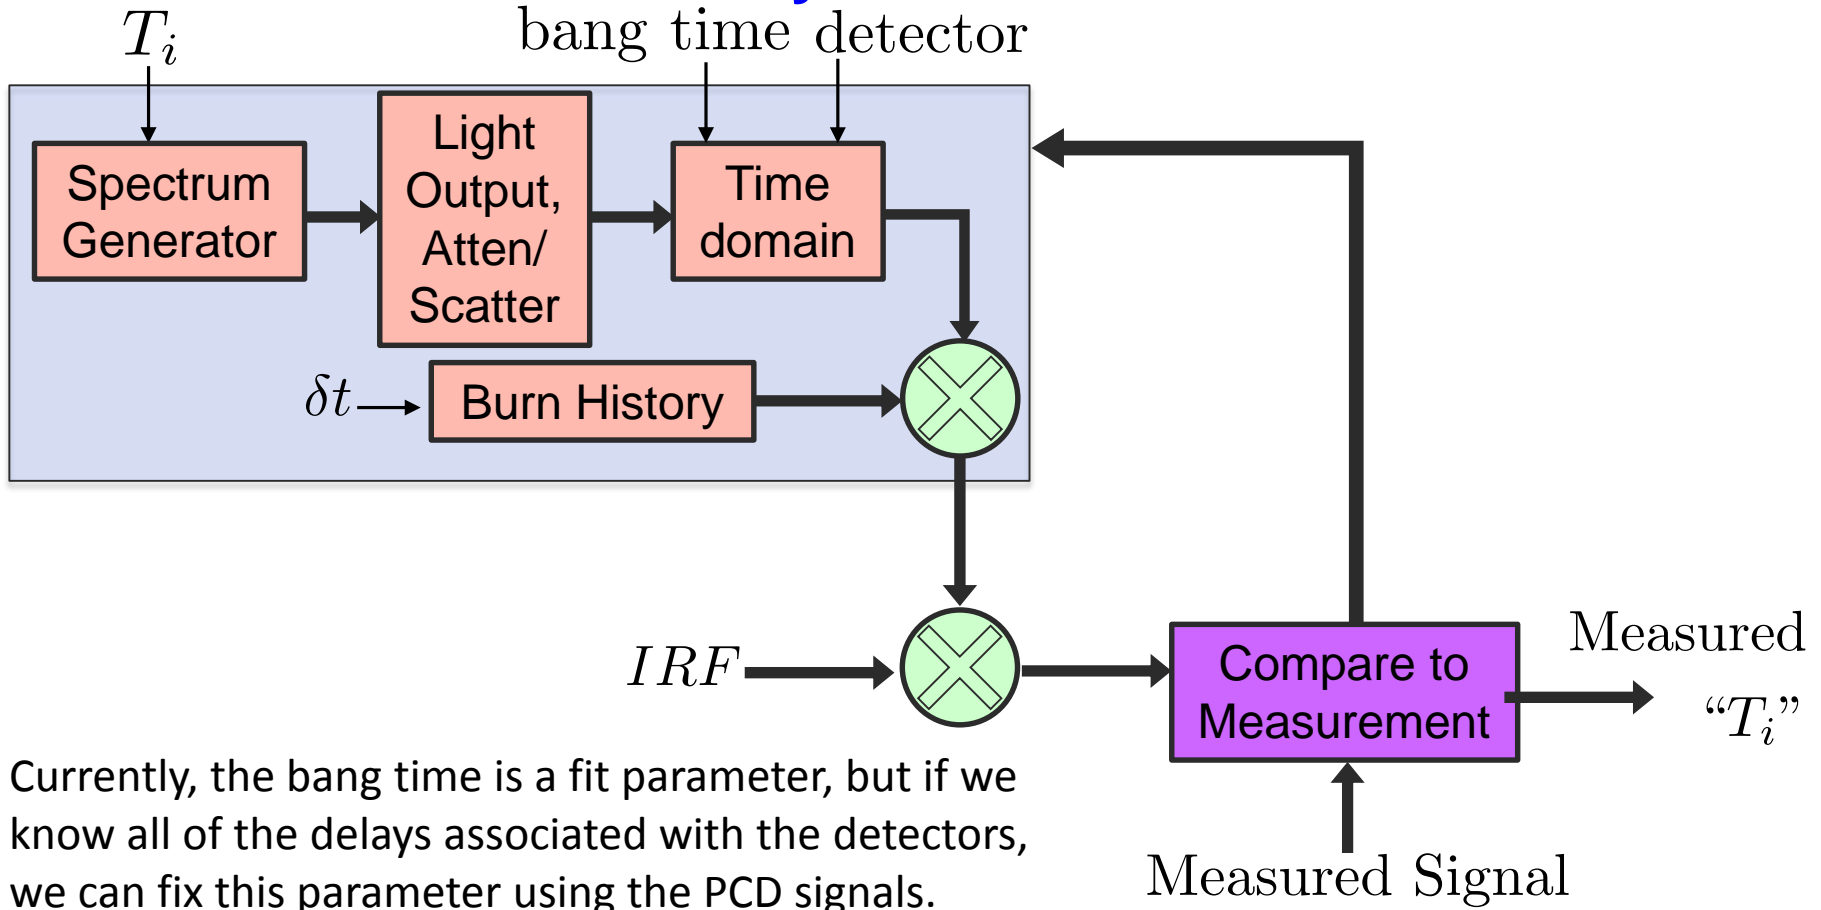 T_i
bang time detector
Spectrum
Generator
Light
Output,
Atten/
Scatter
Time
domain
δt
Burn History
IRF
Compare to
Measurement
Measured
“T_i”
Measured Signal
Currently, the bang time is a fit parameter, but if we
know all of the delays associated with the detectors,
we can fix this parameter using the PCD signals.